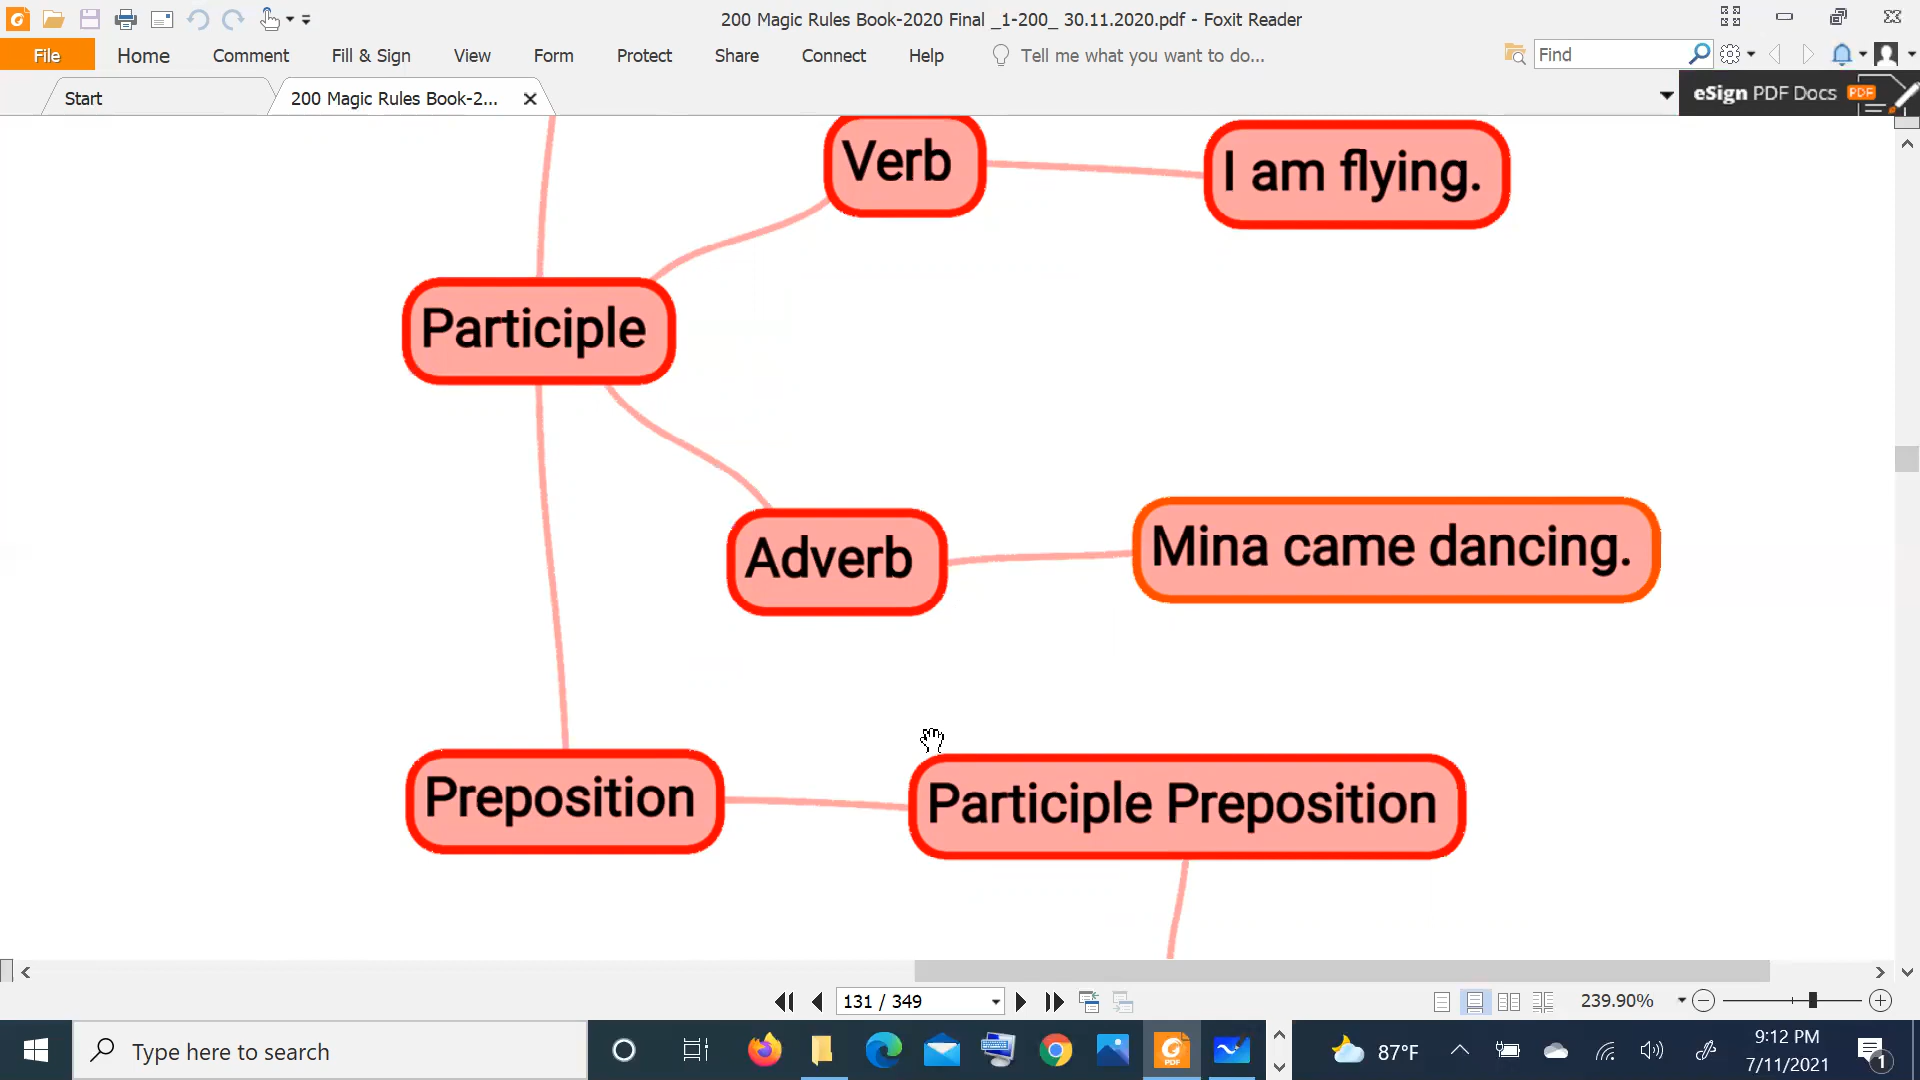 200 Magic Rules Book-2020 Final _1-200_ 30.11.2020.pdf - Foxit Reader
File Home Comment Fill & Sign View Form Protect Share Connect Help Tell me what you want to do... Find
Start 200 Magic Rules Book-2... eSign PDF Docs PDF
Verb
I am flying.
Participle
Adverb
Mina came dancing.
Preposition
Participle Preposition
131 / 349 239.90%
Type here to search
PDF
87°F
9:12 PM
7/11/2021
1